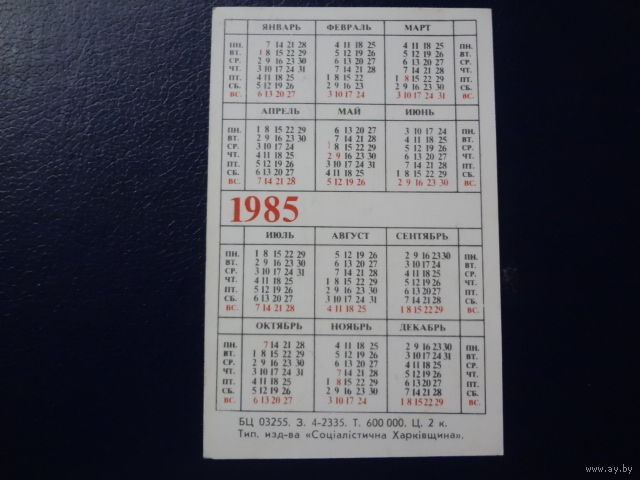 ЯНВАРЬ ФЕВРАЛЬ МАРТ
ПН. 7 14 21 28 4 11 18 25 4 11 18 25 ПН.
ВТ. 1 8 15 22 29 5 12 19 26 5 12 19 26 ВТ.
СР. 2 9 16 23 30 6 13 20 27 6 13 20 27 СР.
ЧТ. 3 10 17 24 31 7 14 21 28 7 14 21 28 ЧТ.
ПТ. 4 11 18 25 1 8 15 22 1 8 15 22 29 ПТ.
СБ. 5 12 19 26 2 9 16 23 2 9 16 23 30 СБ.
ВС. 6 13 20 27 3 10 17 24 3 10 17 24 31 ВС.
АПРЕЛЬ МАЙ ИЮНЬ
ПН. 1 8 15 22 29 6 13 20 27 3 10 17 24 ПН.
ВТ. 2 9 16 23 30 7 14 21 28 4 11 18 25 ВТ.
СР. 3 10 17 24 1 8 15 22 29 5 12 19 26 СР.
ЧТ. 4 11 18 25 2 9 16 23 30 6 13 20 27 ЧТ.
ПТ. 5 12 19 26 3 10 17 24 31 7 14 21 28 ПТ.
СБ. 6 13 20 27 4 11 18 25 1 8 15 22 29 СБ.
ВС. 7 14 21 28 5 12 19 26 2 9 16 23 30 ВС.
1985
ИЮЛЬ АВГУСТ СЕНТЯБРЬ
ПН. 1 8 15 22 29 5 12 19 26 2 9 16 23 30 ПН.
ВТ. 2 9 16 23 30 6 13 20 27 3 10 17 24 ВТ.
СР. 3 10 17 24 31 7 14 21 28 4 11 18 25 СР.
ЧТ. 4 11 18 25 1 8 15 22 29 5 12 19 26 ЧТ.
ПТ. 5 12 19 26 2 9 16 23 30 6 13 20 27 ПТ.
СБ. 6 13 20 27 3 10 17 24 31 7 14 21 28 СБ.
ВС. 7 14 21 28 4 11 18 25 1 8 15 22 29 ВС.
ОКТЯБРЬ НОЯБРЬ ДЕКАБРЬ
ПН. 7 14 21 28 4 11 18 25 2 9 16 23 30 ПН.
ВТ. 1 8 15 22 29 5 12 19 26 3 10 17 24 31 ВТ.
СР. 2 9 16 23 30 6 13 20 27 4 11 18 25 СР.
ЧТ. 3 10 17 24 31 7 14 21 28 5 12 19 26 ЧТ.
ПТ. 4 11 18 25 1 8 15 22 29 6 13 20 27 ПТ.
СБ. 5 12 19 26 2 9 16 23 30 7 14 21 28 СБ.
ВС. 6 13 20 27 3 10 17 24 1 8 15 22 29 ВС.
БЦ 03255. З. 4-2335. Т. 600 000. Ц. 2 к.
Тип. изд-ва «Соціалістична Харківщина».
ay.by